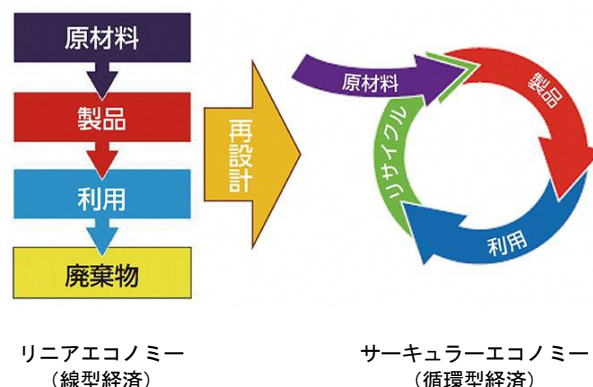 原材料
製品
利用
廃棄物
再設計
原材料
製品
利用
リサイクル
リニアエコノミー
（線型経済）
サーキュラーエコノミー
（循環型経済）